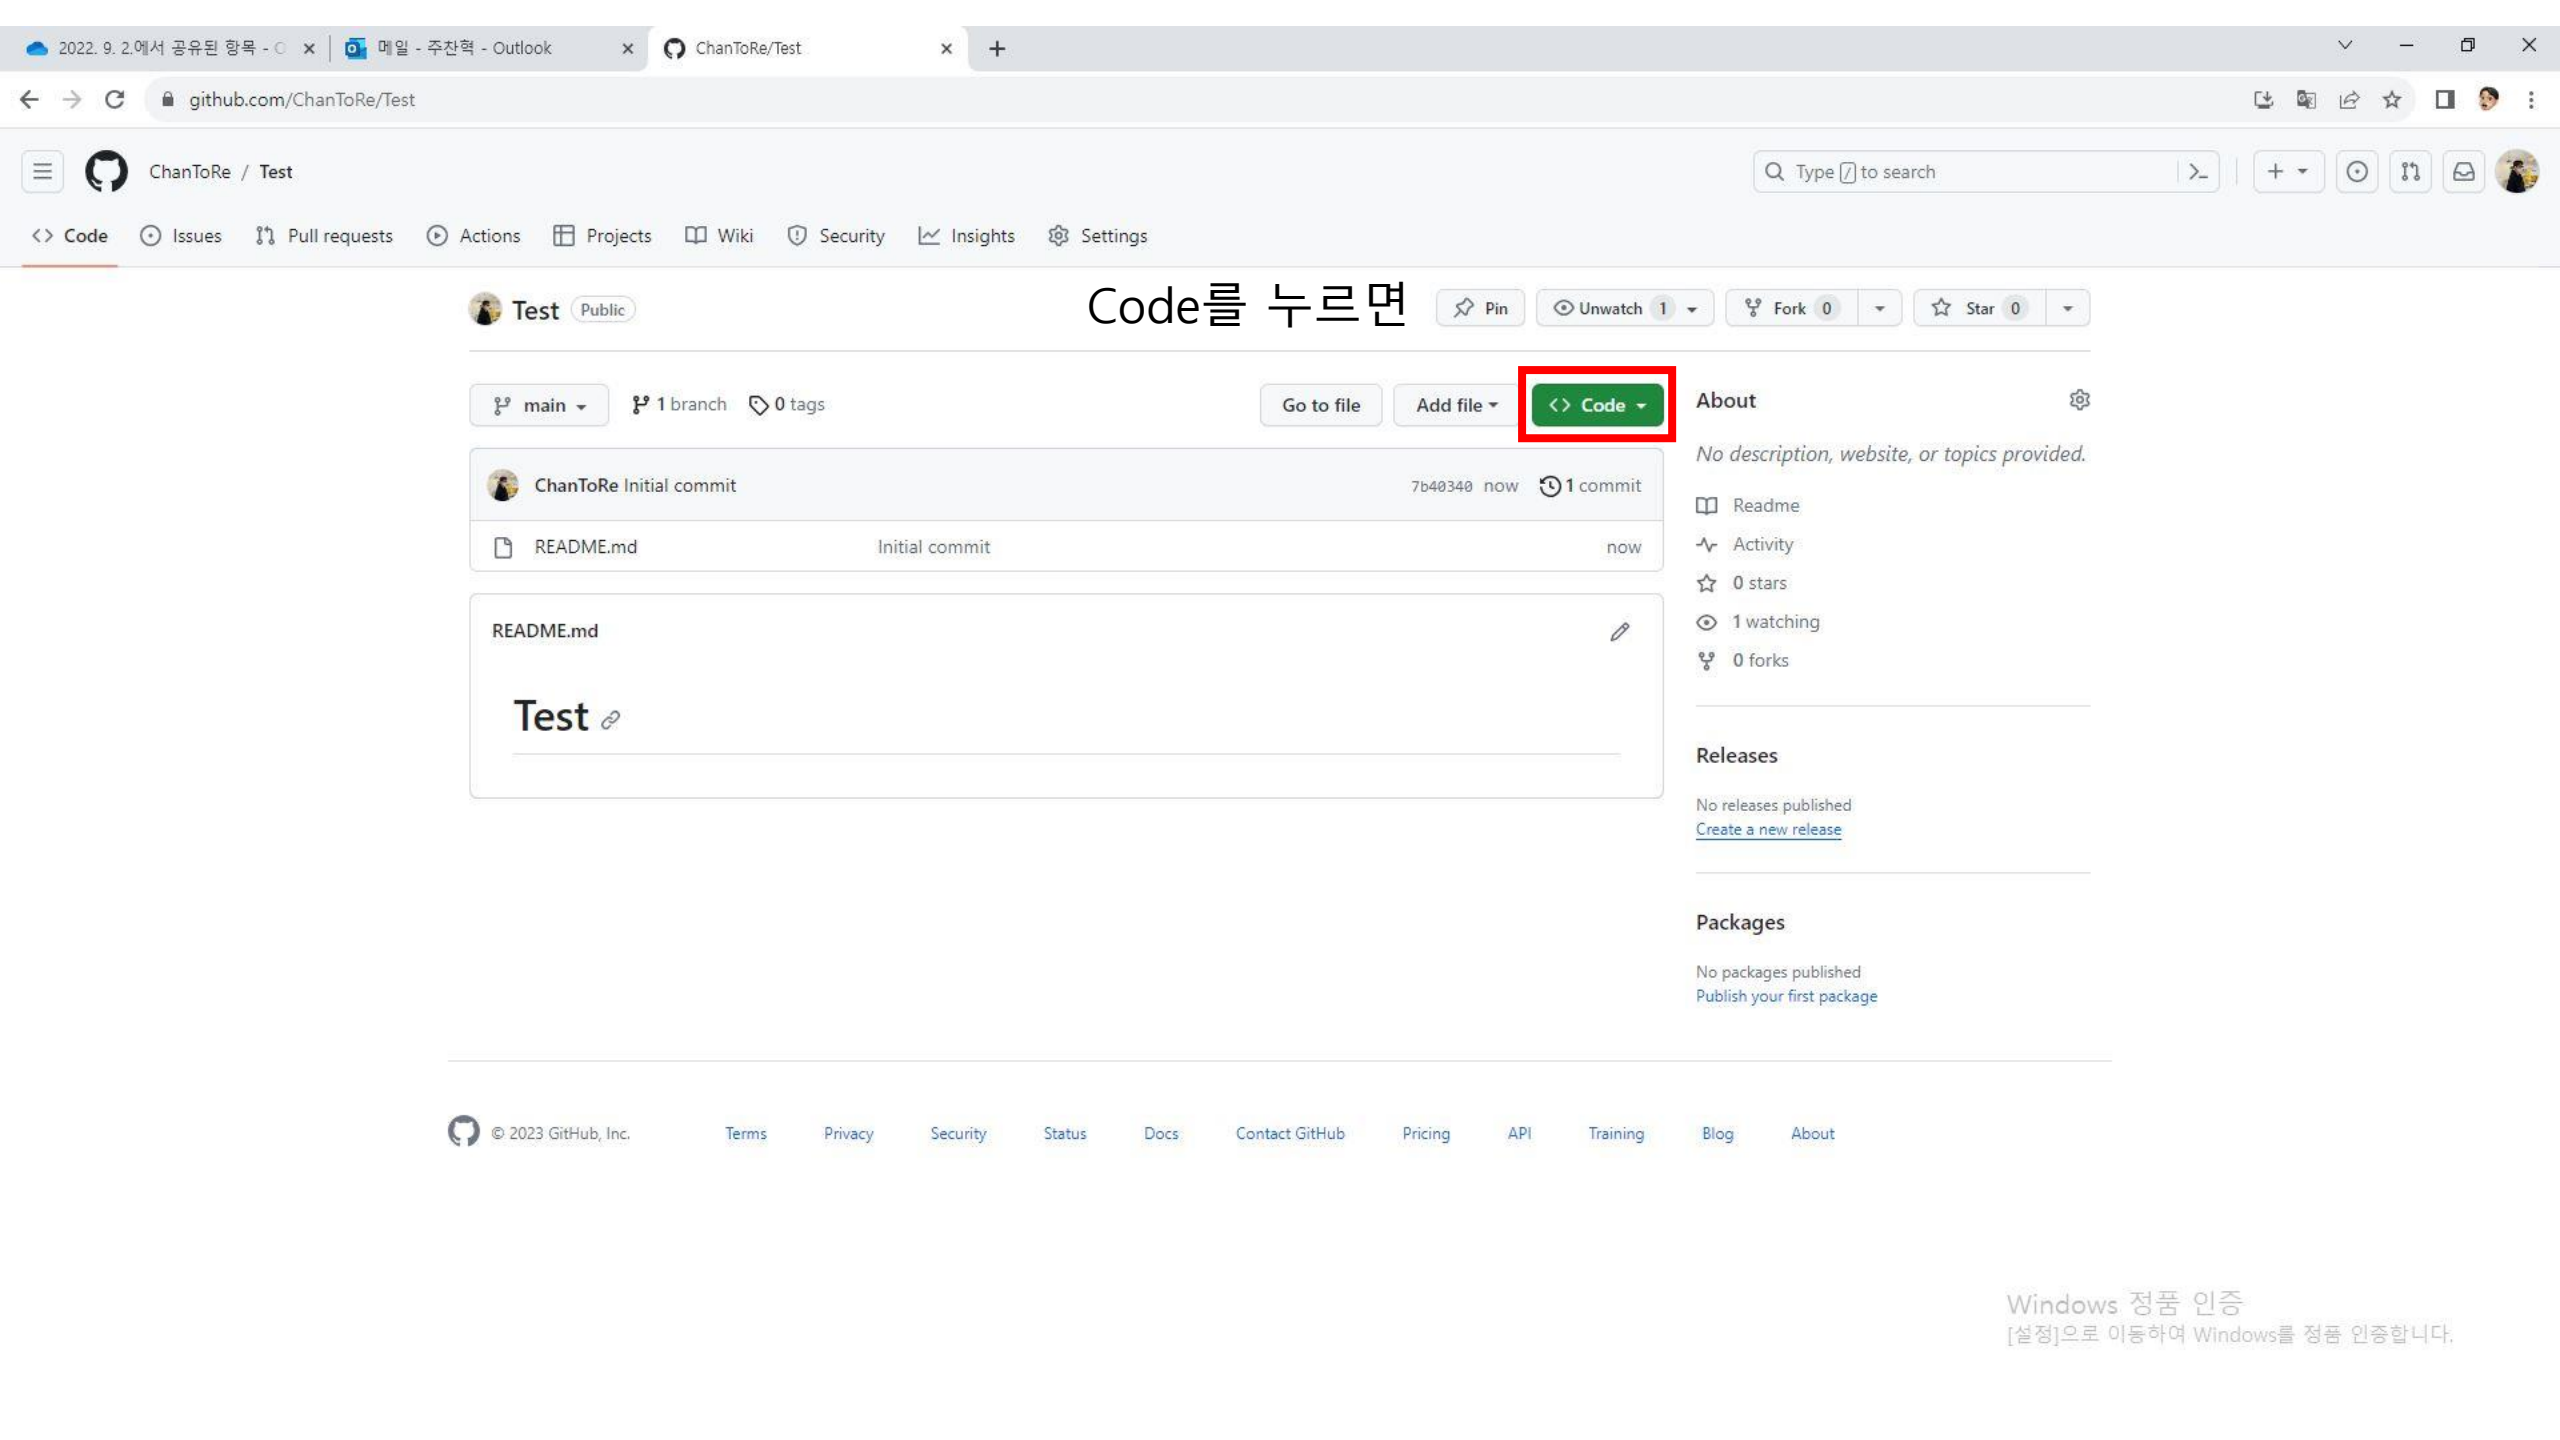 2022. 9. 2.에서 공유된 항목 - O
메일 - 주찬혁 - Outlook
ChanToRe/Test
github.com/ChanToRe/Test
ChanToRe / Test
Type / to search
Code
Issues
Pull requests
Actions
Projects
Wiki
Security
Insights
Settings
Test Public
Code를 누르면
Pin
Unwatch 1
Fork 0
Star 0
main
1 branch
0 tags
Go to file
Add file
<> Code
About
No description, website, or topics provided.
ChanToRe Initial commit
7b40340 now
1 commit
README.md
Initial commit
now
Readme
Activity
0 stars
1 watching
0 forks
README.md
Test
Releases
No releases published
Create a new release
Packages
No packages published
Publish your first package
© 2023 GitHub, Inc.
Terms
Privacy
Security
Status
Docs
Contact GitHub
Pricing
API
Training
Blog
About
Windows 정품 인증
[설정]으로 이동하여 Windows를 정품 인증합니다.